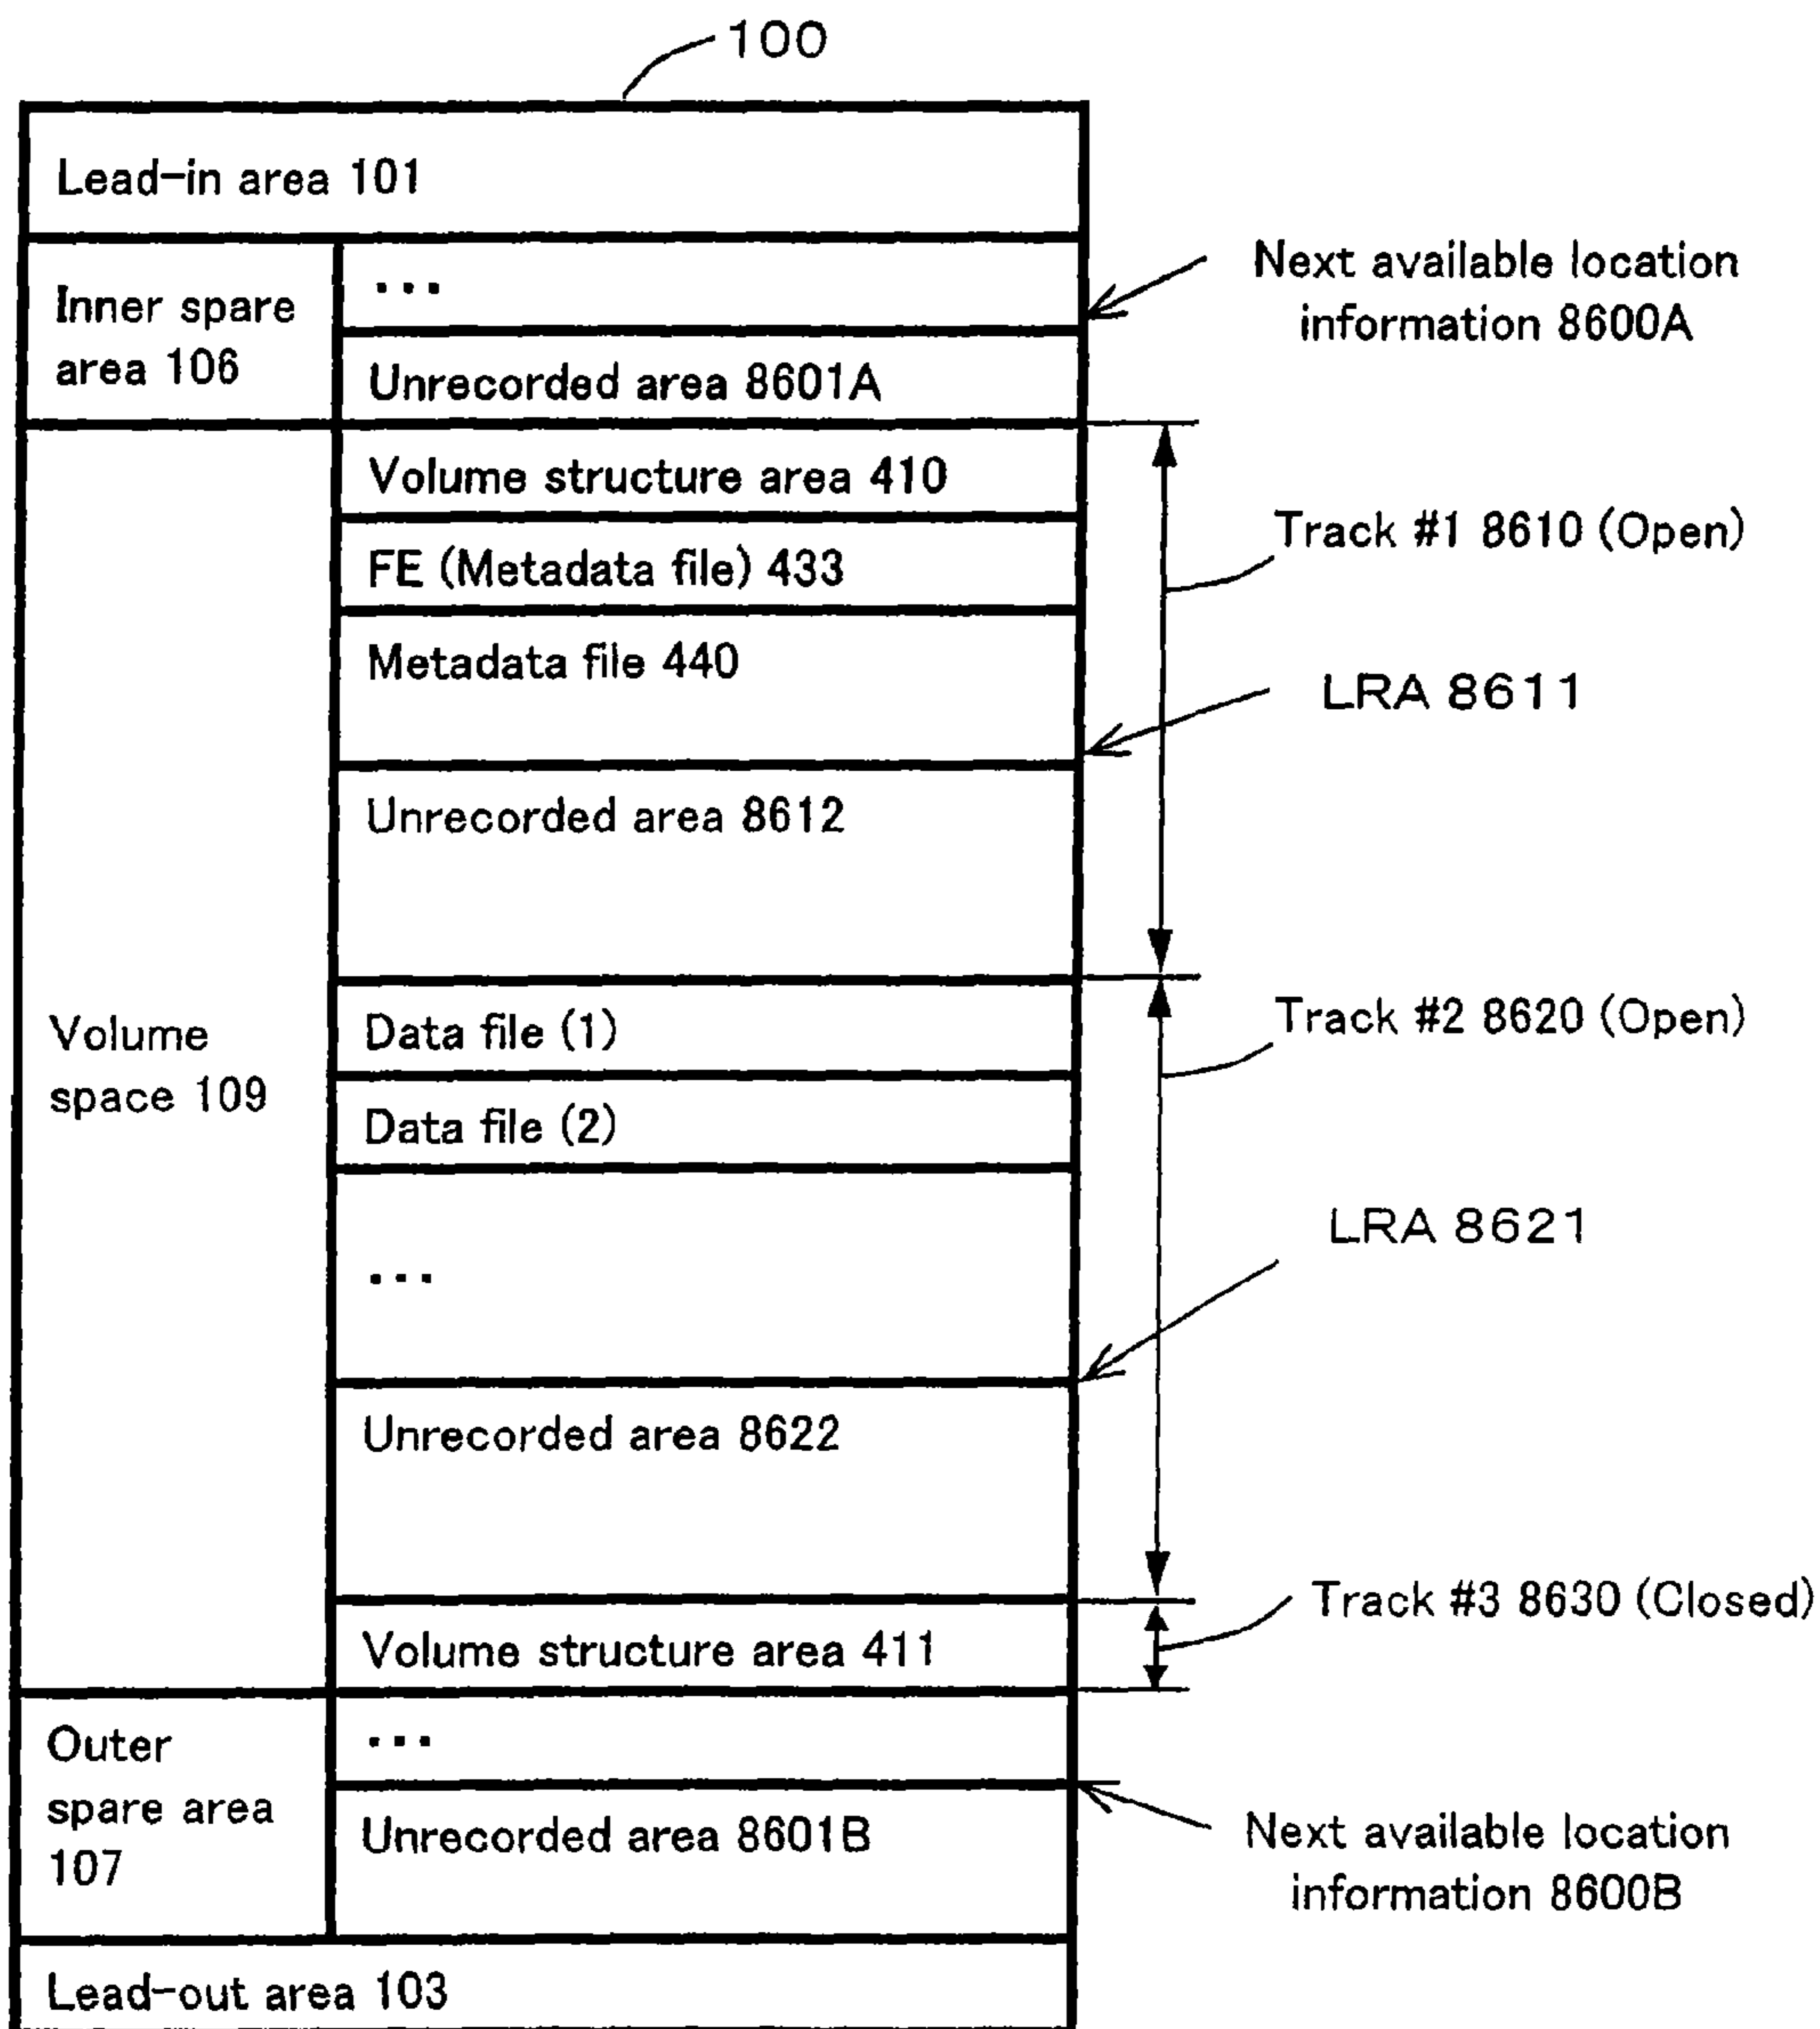 100
Lead-in area 101
Inner spare
area 106
...
Unrecorded area 8601A
Next available location
information 8600A
Volume
space 109
Volume structure area 410
FE (Metadata file) 433
Metadata file 440
Unrecorded area 8612
Track #1 8610 (Open)
LRA 8611
Data file (1)
Data file (2)
...
Unrecorded area 8622
Track #2 8620 (Open)
LRA 8621
Volume structure area 411
Track #3 8630 (Closed)
Outer
spare area
107
...
Unrecorded area 8601B
Next available location
information 8600B
Lead-out area 103